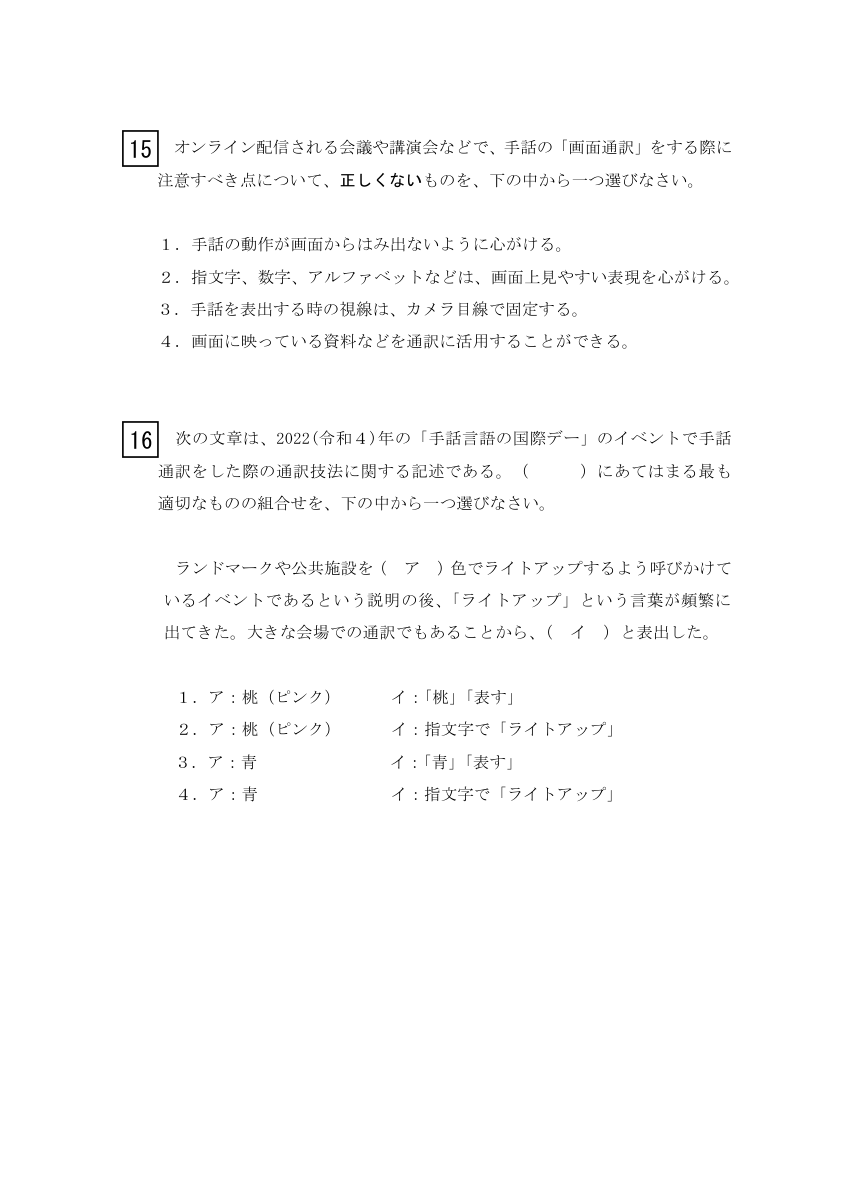 15　オンライン配信される会議や講演会などで、手話の「画面通訳」をする際に
注意すべき点について、正しくないものを、下の中から一つ選びなさい。
１．手話の動作が画面からはみ出ないように心がける。
２．指文字、数字、アルファベットなどは、画面上見やすい表現を心がける。
３．手話を表出する時の視線は、カメラ目線で固定する。
４．画面に映っている資料などを通訳に活用することができる。
16　次の文章は、2022(令和４)年の「手話言語の国際デー」のイベントで手話
通訳をした際の通訳技法に関する記述である。（　　　）にあてはまる最も
適切なものの組合せを、下の中から一つ選びなさい。
ランドマークや公共施設を（　ア　）色でライトアップするよう呼びかけて
いるイベントであるという説明の後、「ライトアップ」という言葉が頻繁に
出てきた。大きな会場での通訳でもあることから、（　イ　）と表出した。
１．ア：桃（ピンク）　　　イ：「桃」「表す」
２．ア：桃（ピンク）　　　イ：指文字で「ライトアップ」
３．ア：青　　　　　　　　イ：「青」「表す」
４．ア：青　　　　　　　　イ：指文字で「ライトアップ」